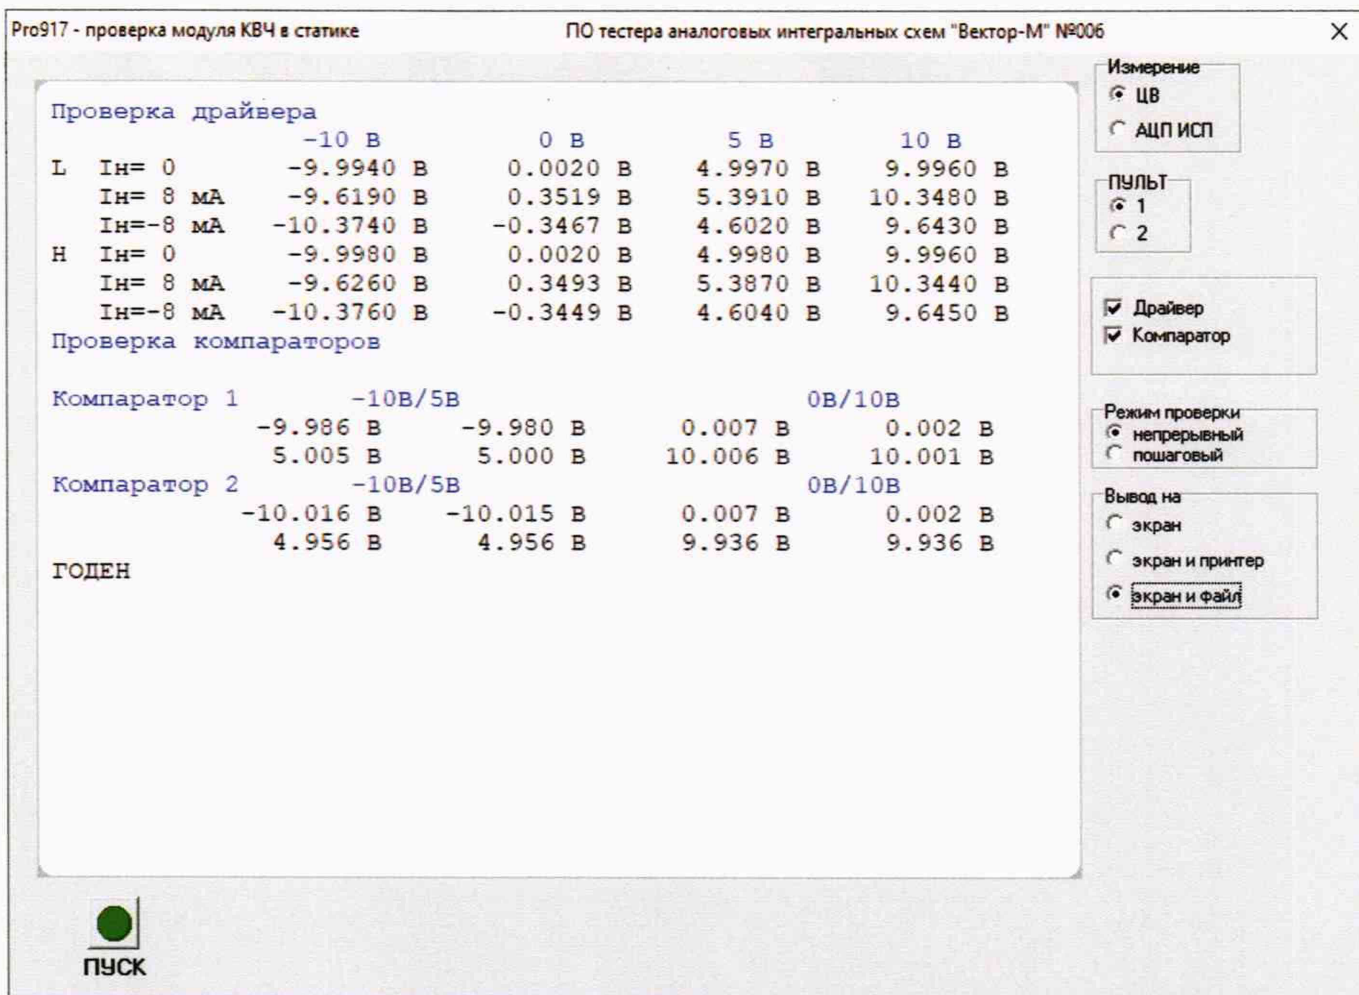 Pro917 - проверка модуля КВЧ в статике ПО тестера аналоговых интегральных схем "Вектор-М" №006
Проверка драйвера
-10 В 0 В 5 В 10 В
L Iн= 0 -9.9940 В 0.0020 В 4.9970 В 9.9960 В
Iн= 8 мА -9.6190 В 0.3519 В 5.3910 В 10.3480 В
Iн=-8 мА -10.3740 В -0.3467 В 4.6020 В 9.6430 В
H Iн= 0 -9.9980 В 0.0020 В 4.9980 В 9.9960 В
Iн= 8 мА -9.6260 В 0.3493 В 5.3870 В 10.3440 В
Iн=-8 мА -10.3760 В -0.3449 В 4.6040 В 9.6450 В
Проверка компараторов
Компаратор 1 -10В/5В 0В/10В
-9.986 В -9.980 В 0.007 В 0.002 В
5.005 В 5.000 В 10.006 В 10.001 В
Компаратор 2 -10В/5В 0В/10В
-10.016 В -10.015 В 0.007 В 0.002 В
4.956 В 4.956 В 9.936 В 9.936 В
ГОДЕН
Измерение
ЦВ
АЦП ИСП
ПУЛЬТ
1
2
Драйвер
Компаратор
Режим проверки
непрерывный
пошаговый
Вывод на
экран
экран и принтер
экран и файл
ПУСК